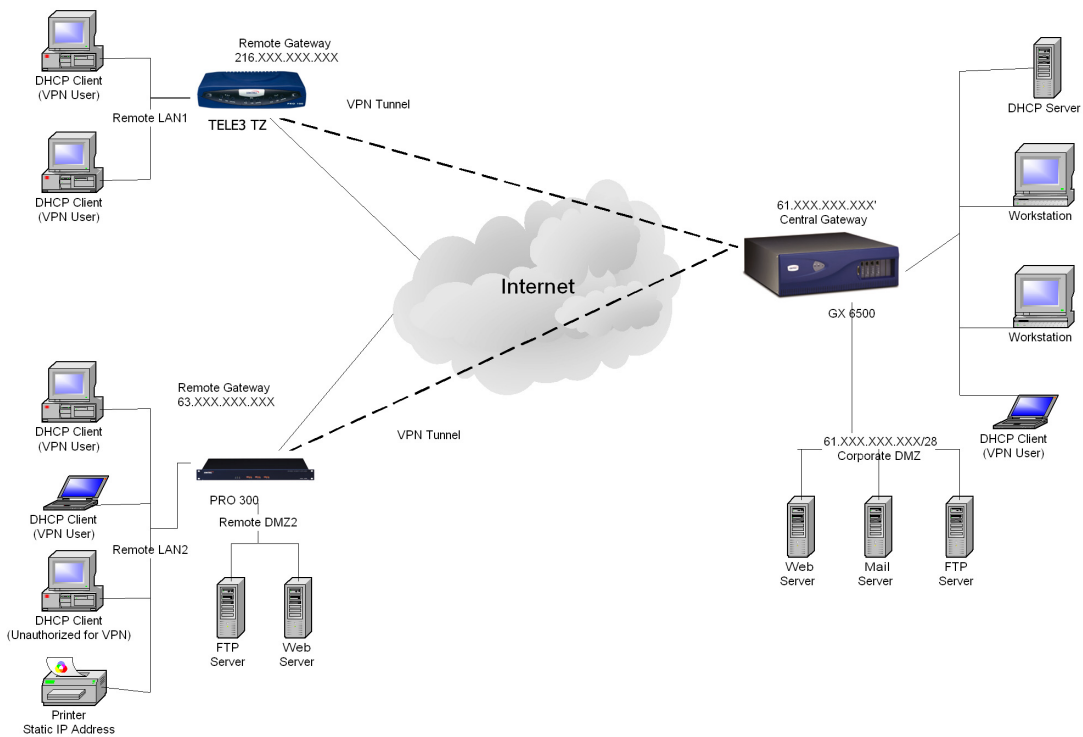 Remote Gateway
216.XXX.XXX.XXX
DHCP Client
(VPN User)
Remote LAN1
TELE3 TZ
VPN Tunnel
DHCP Server
DHCP Client
(VPN User)
61.XXX.XXX.XXX'
Central Gateway
Workstation
Internet
GX 6500
Workstation
Remote Gateway
63.XXX.XXX.XXX
DHCP Client
(VPN User)
VPN Tunnel
61.XXX.XXX.XXX/28
Corporate DMZ
DHCP Client
(VPN User)
PRO 300
Remote DMZ2
DHCP Client
(VPN User)
Remote LAN2
Web
Server
Mail
Server
FTP
Server
DHCP Client
(Unauthorized for VPN)
FTP
Server
Web
Server
Printer
Static IP Address